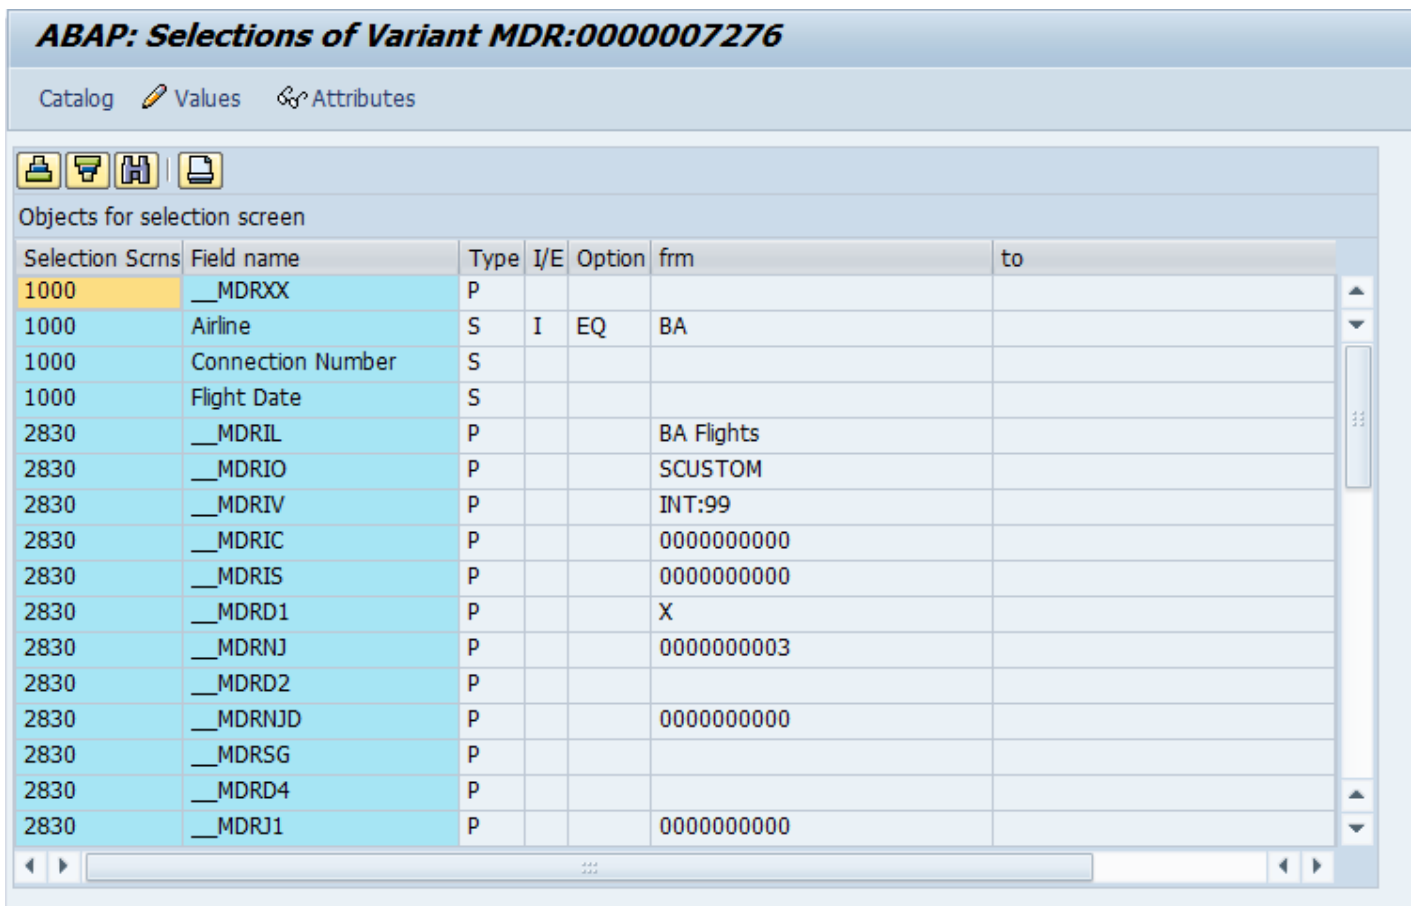 ABAP: Selections of Variant MDR:0000007276
Catalog Values Attributes
Objects for selection screen
Selection Scrns Field name Type I/E Option frm to
1000 __MDRXX P
1000 Airline S I EQ BA
1000 Connection Number S
1000 Flight Date S
2830 __MDRIL P BA Flights
2830 __MDRIO P SCUSTOM
2830 __MDRIV P INT:99
2830 __MDRIC P 0000000000
2830 __MDRIS P 0000000000
2830 __MDRD1 P X
2830 __MDRNJ P 0000000003
2830 __MDRD2 P
2830 __MDRNJD P 0000000000
2830 __MDRSG P
2830 __MDRD4 P
2830 __MDRJ1 P 0000000000